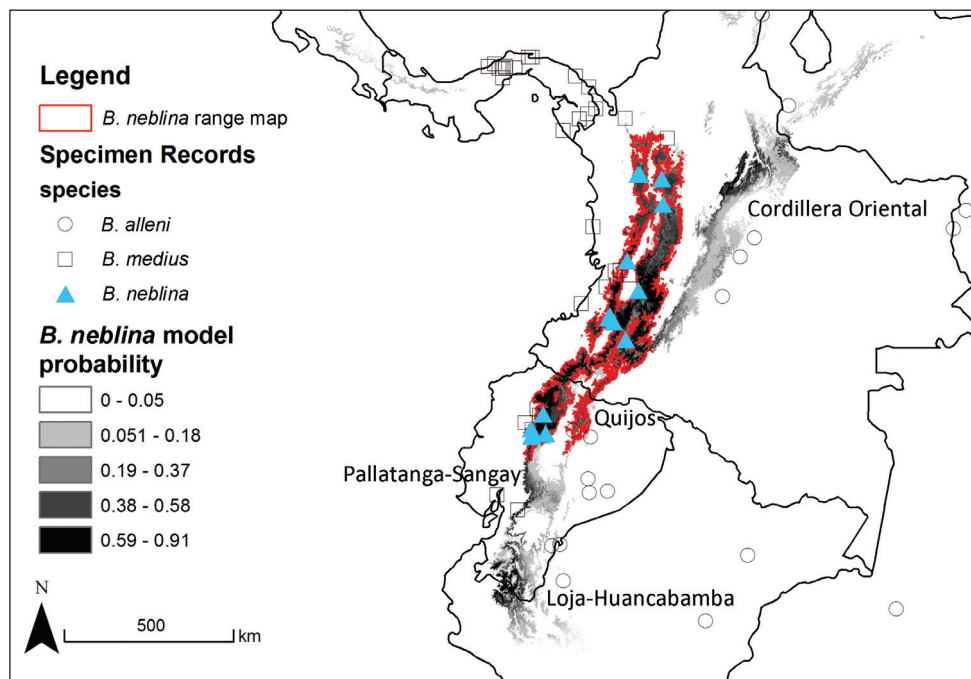 Legend
B. neblina range map
Specimen Records
species
B. alleni
B. medius
B. neblina
B. neblina model
probability
0 - 0.05
0.051 - 0.18
0.19 - 0.37
0.38 - 0.58
0.59 - 0.91
N
500
km
Cordillera Oriental
Quijos
Pallatanga-Sangay
Loja-Huancabamba